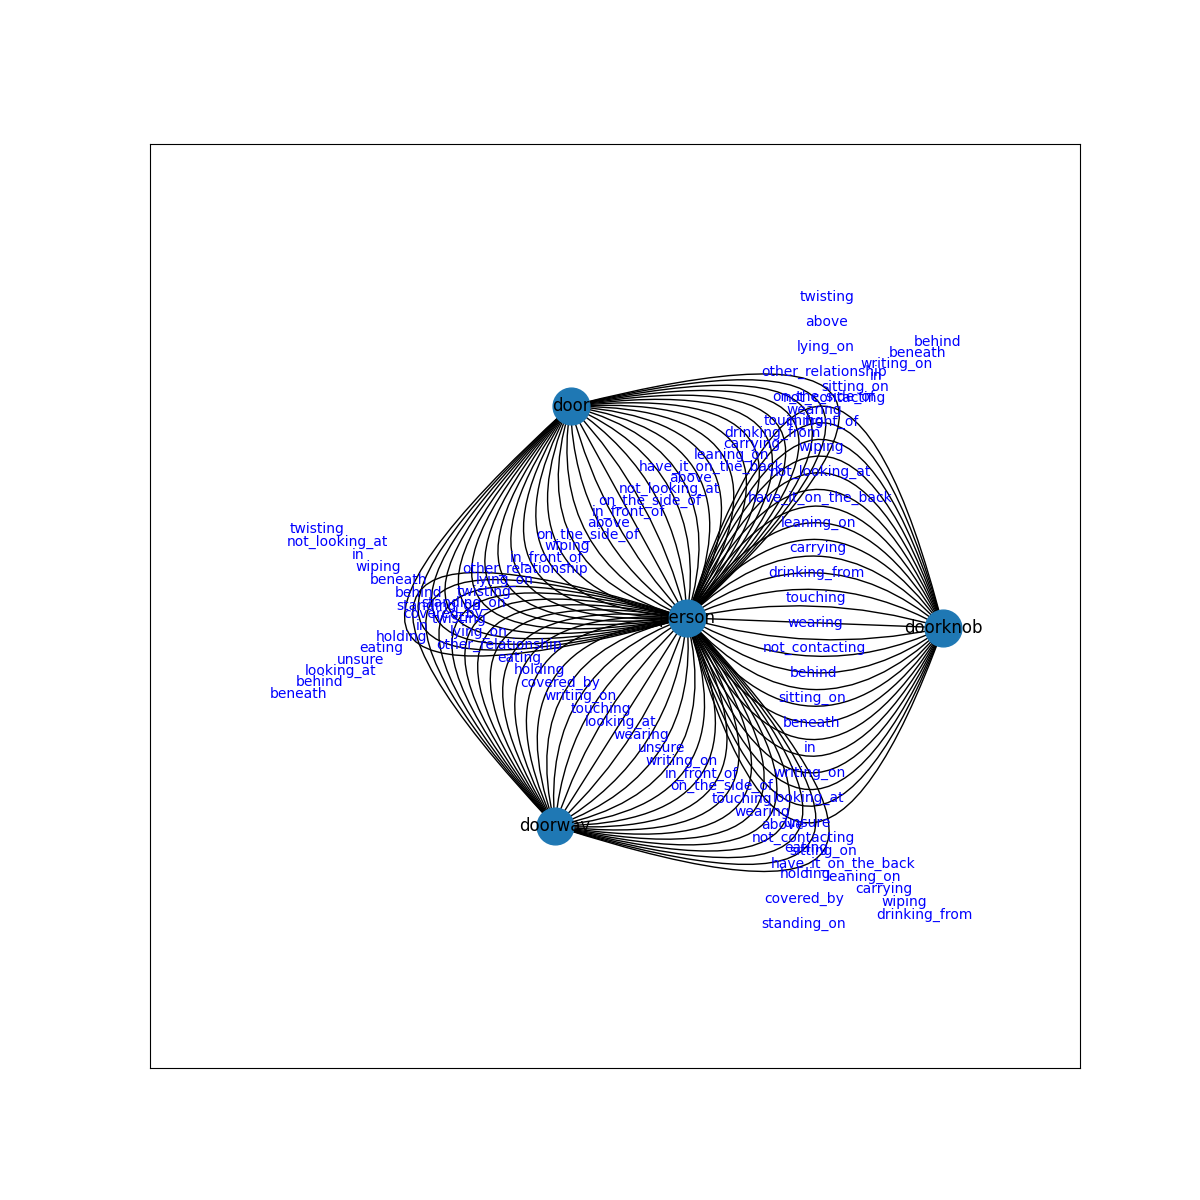 twisting
above
behind
lying_on
beneath
writing_on
other_relationship
in
sitting_on
on_the_side_of
not_contacting
door
wearing
touching
in_front_of
drinking_from
carrying
wiping
leaning_on
have_it_on_the_back
not_looking_at
above
not_looking_at
have_it_on_the_back
on_the_side_of
in_front_of
above
leaning_on
twisting
on_the_side_of
not_looking_at
wiping
carrying
in
in_front_of
wiping
other_relationship
drinking_from
beneath
lying_on
behind
twisting
touching
standing_on
standing_on
covered_by
twisting
person
wearing
in
doorknob
lying_on
holding
other_relationship
eating
not_contacting
unsure
eating
looking_at
holding
behind
behind
covered_by
beneath
writing_on
sitting_on
touching
looking_at
beneath
wearing
unsure
in
writing_on
in_front_of
writing_on
on_the_side_of
touching
looking_at
wearing
doorway
above
unsure
not_contacting
eating
sitting_on
have_it_on_the_back
holding
leaning_on
carrying
covered_by
wiping
drinking_from
standing_on